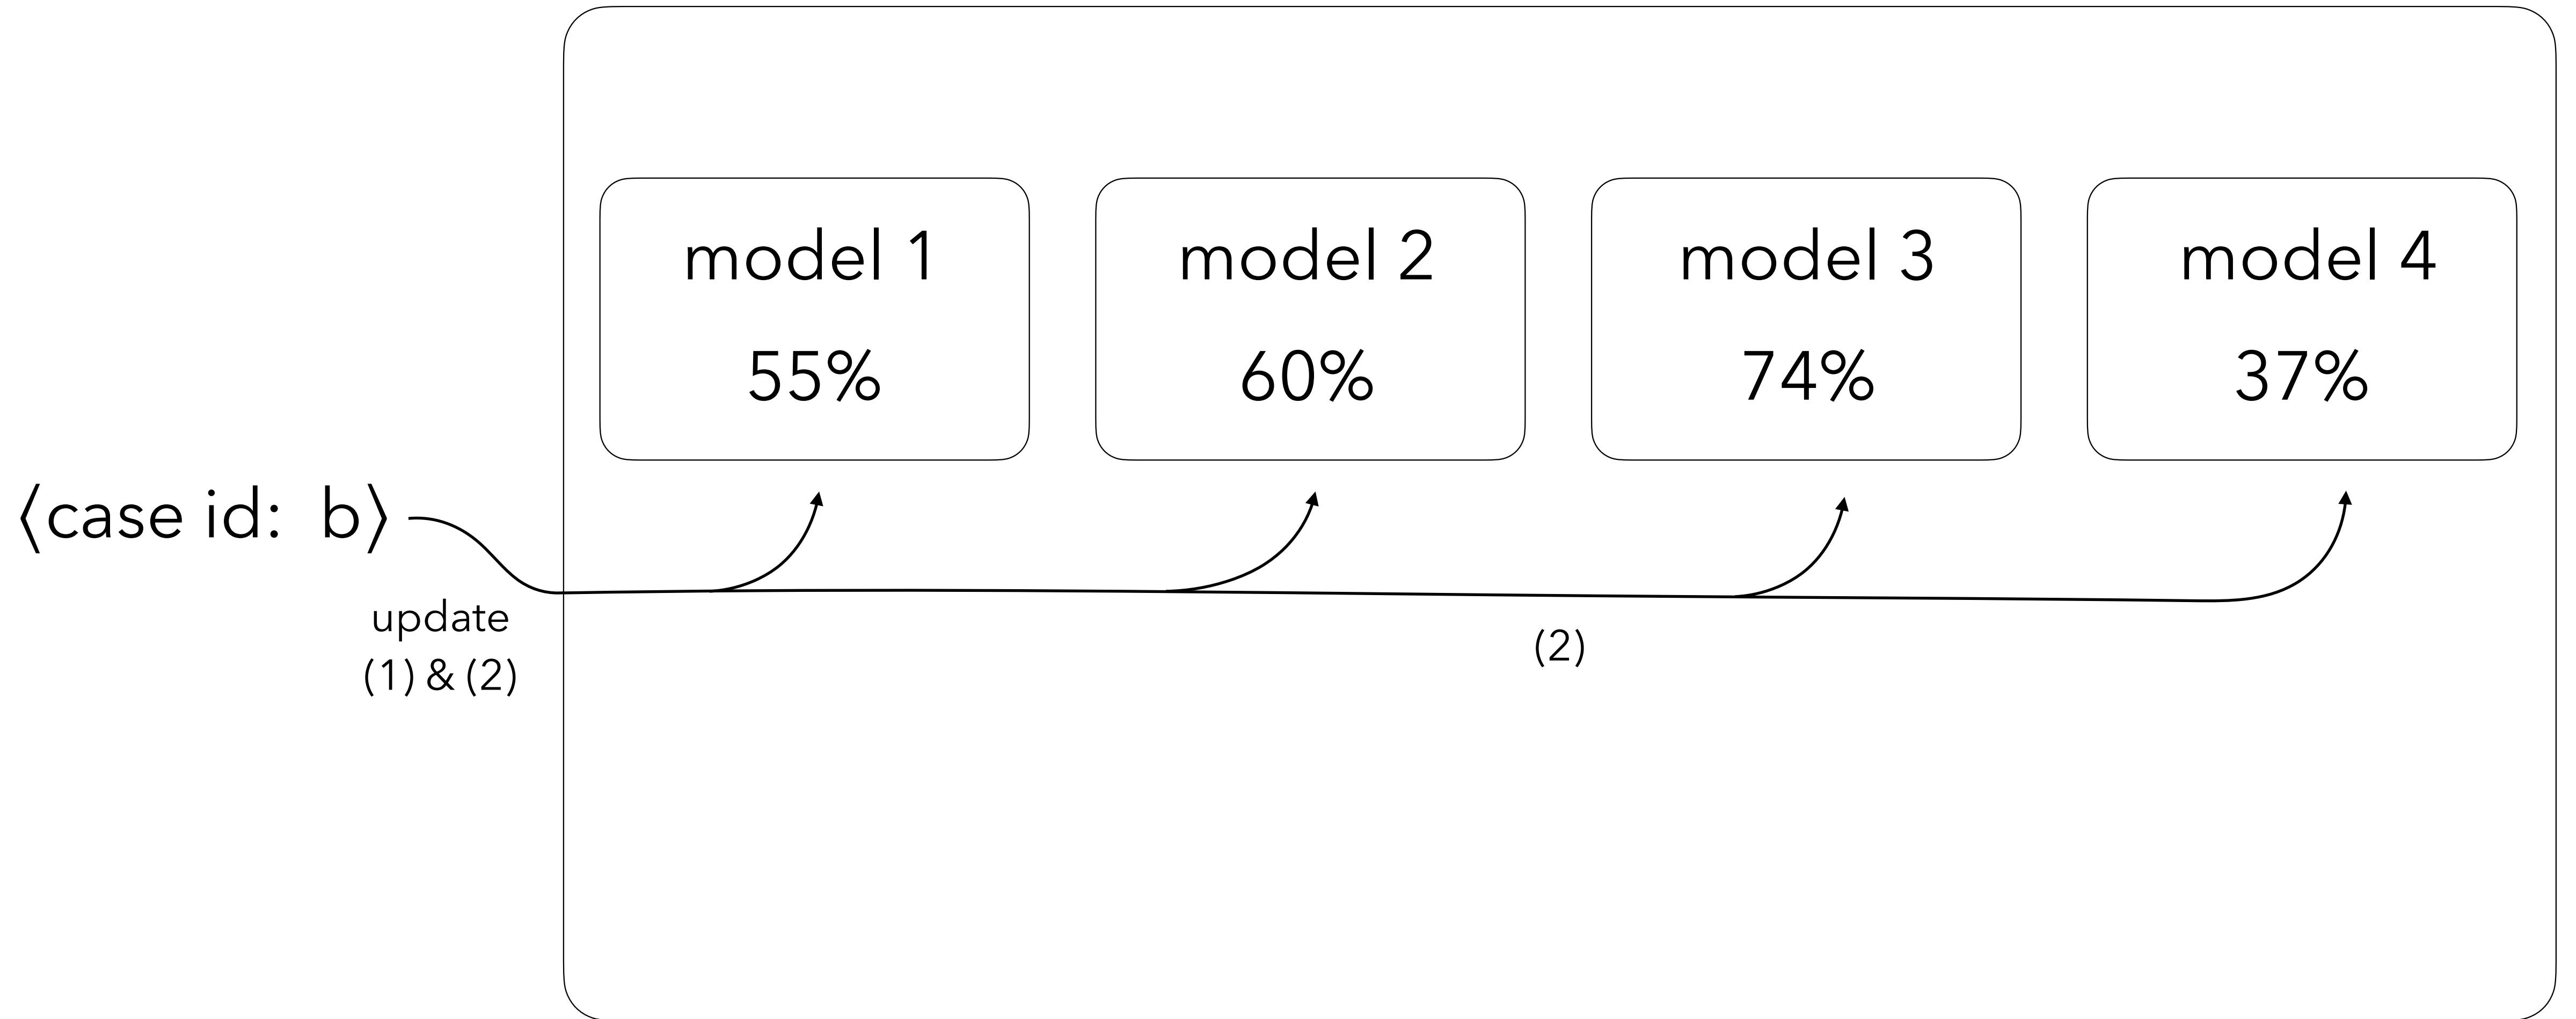 model 1
55%
model 2
60%
model 3
74%
model 4
37%
⟨case id:  b⟩
update
(1) & (2)
(2)